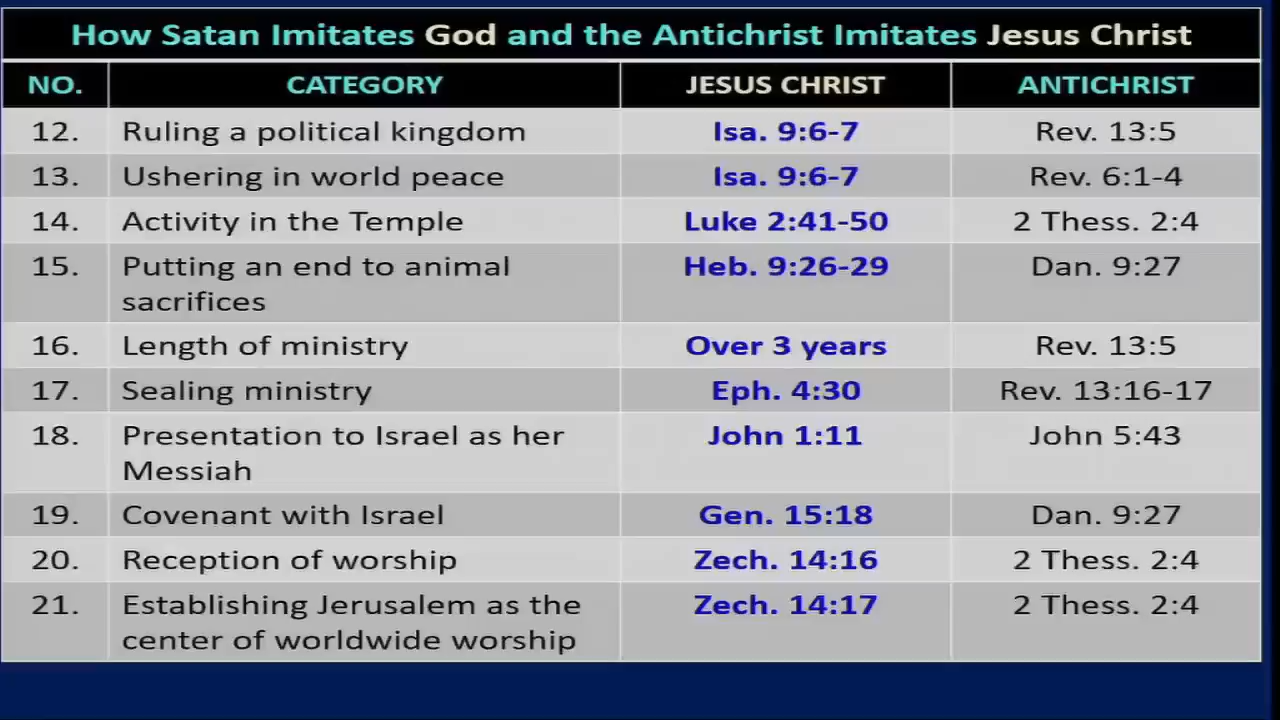 How Satan Imitates God and the Antichrist Imitates Jesus Christ
NO. CATEGORY JESUS CHRIST ANTICHRIST
12. Ruling a political kingdom Isa. 9:6-7 Rev. 13:5
13. Ushering in world peace Isa. 9:6-7 Rev. 6:1-4
14. Activity in the Temple Luke 2:41-50 2 Thess. 2:4
15. Putting an end to animal Heb. 9:26-29 Dan. 9:27
sacrifices
16. Length of ministry Over 3 years Rev. 13:5
17. Sealing ministry Eph. 4:30 Rev. 13:16-17
18. Presentation to Israel as her John 1:11 John 5:43
Messiah
19. Covenant with Israel Gen. 15:18 Dan. 9:27
20. Reception of worship Zech. 14:16 2 Thess. 2:4
21. Establishing Jerusalem as the Zech. 14:17 2 Thess. 2:4
center of worldwide worship